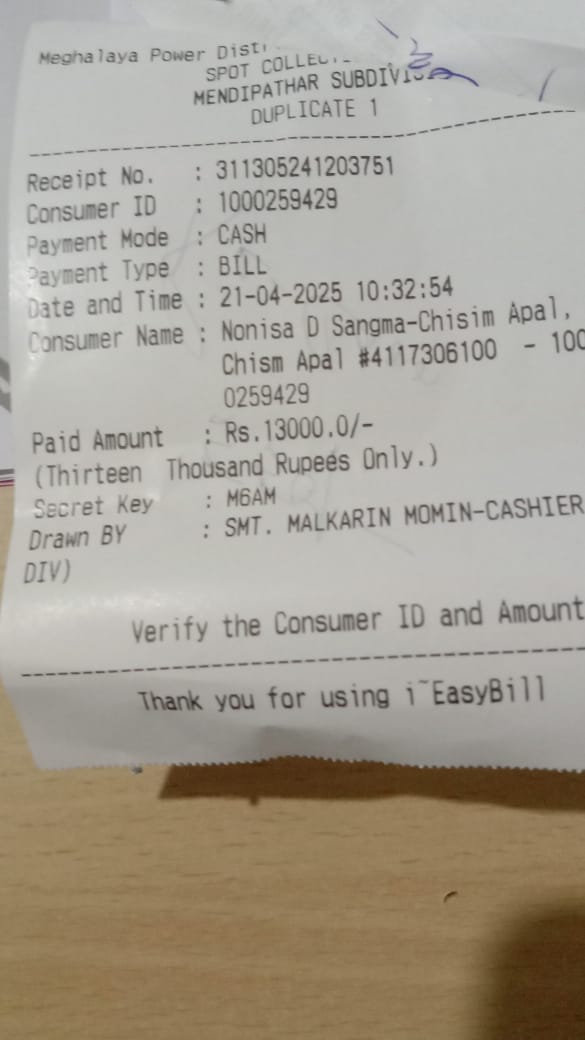 Meghalaya Power Distr
SPOT COLLECT
MENDIPATHAR SUBDIVIS
DUPLICATE 1
Receipt No. : 311305241203751
Consumer ID : 1000259429
Payment Mode : CASH
Payment Type : BILL
Date and Time : 21-04-2025 10:32:54
Consumer Name : Nonisa D Sangma-Chisim Apal,
Chism Apal #4117306100 - 100
0259429
Paid Amount : Rs.13000.0/-
(Thirteen Thousand Rupees Only.)
Secret Key : M6AM
Drawn BY : SMT. MALKARIN MOMIN-CASHIER
DIV)
Verify the Consumer ID and Amount
Thank you for using i~EasyBill